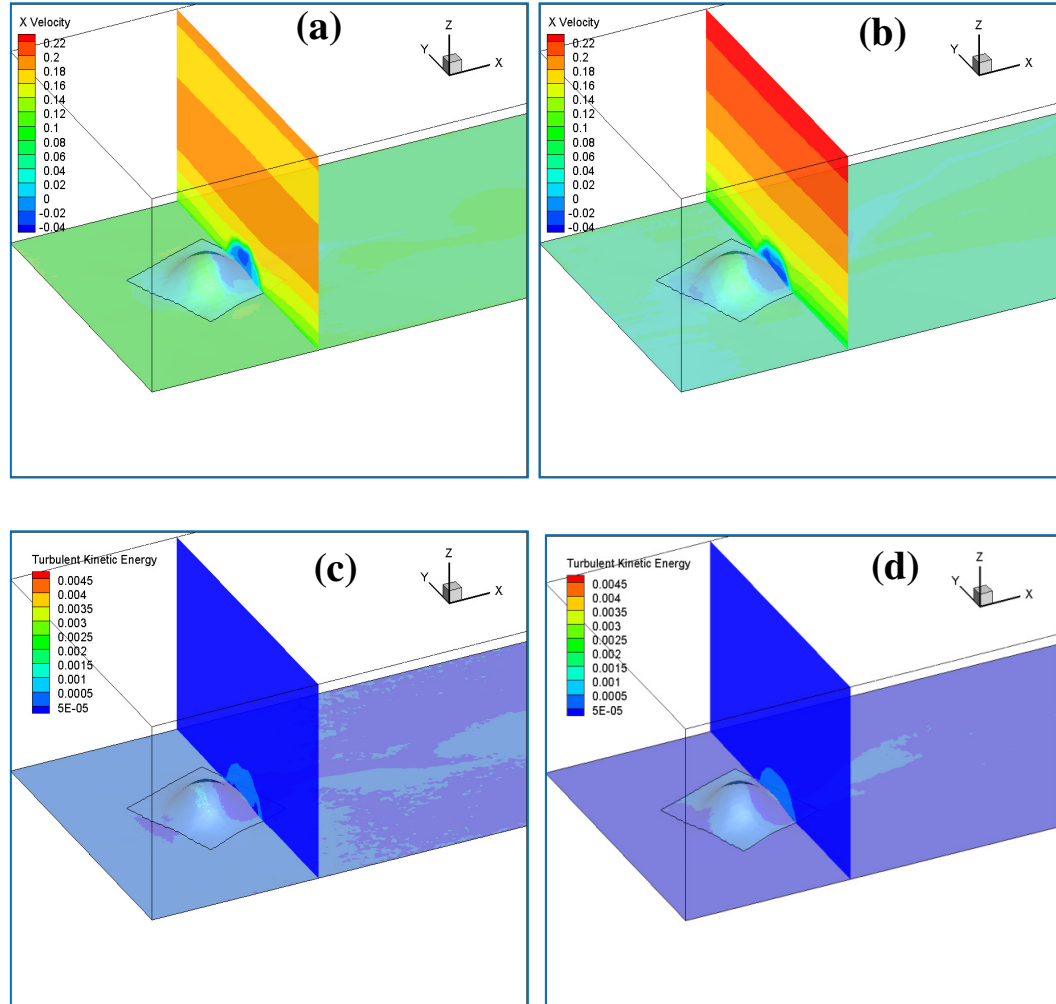 X Velocity
0.22
0.2
0.18
0.16
0.14
0.12
0.1
0.08
0.06
0.04
0.02
0
-0.02
-0.04
(a)
Z
Y
X
X Velocity
0.22
0.2
0.18
0.16
0.14
0.12
0.1
0.08
0.06
0.04
0.02
0
-0.02
-0.04
(b)
Z
Y
X
Turbulent Kinetic Energy
0.0045
0.004
0.0035
0.003
0.0025
0.002
0.0015
0.001
0.0005
5E-05
(c)
Z
Y
X
Turbulent Kinetic Energy
0.0045
0.004
0.0035
0.003
0.0025
0.002
0.0015
0.001
0.0005
5E-05
(d)
Z
Y
X